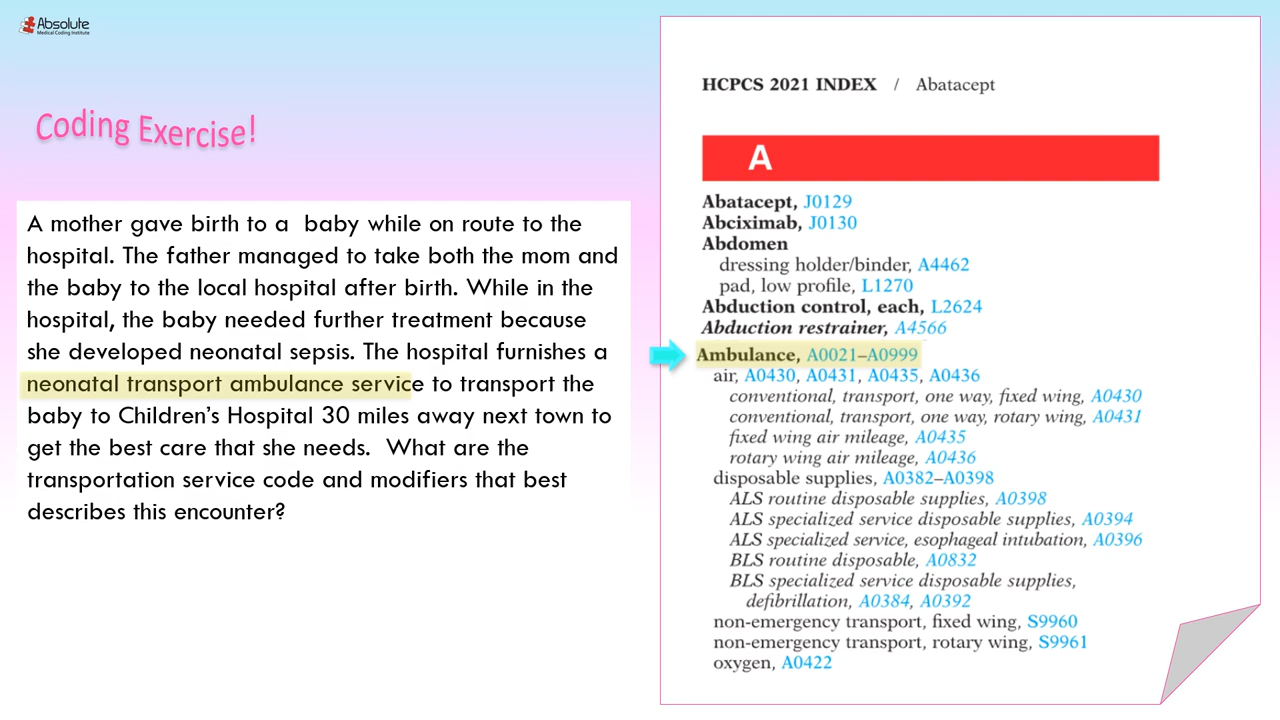 Absolute
Medical Coding Institute
Coding Exercise!
A mother gave birth to a baby while on route to the
hospital. The father managed to take both the mom and
the baby to the local hospital after birth. While in the
hospital, the baby needed further treatment because
she developed neonatal sepsis. The hospital furnishes a
neonatal transport ambulance service to transport the
baby to Children's Hospital 30 miles away next town to
get the best care that she needs. What are the
transportation service code and modifiers that best
describes this encounter?
HCPCS 2021 INDEX / Abatacept
A
Abatacept, J0129
Abciximab, J0130
Abdomen
dressing holder/binder, A4462
pad, low profile, L1270
Abduction control, each, L2624
Abduction restrainer, A4566
Ambulance, A0021–A0999
air, A0430, A0431, A0435, A0436
conventional, transport, one way, fixed wing, A0430
conventional, transport, one way, rotary wing, A0431
fixed wing air mileage, A0435
rotary wing air mileage, A0436
disposable supplies, A0382–A0398
ALS routine disposable supplies, A0398
ALS specialized service disposable supplies, A0394
ALS specialized service, esophageal intubation, A0396
BLS routine disposable, A0832
BLS specialized service disposable supplies,
defibrillation, A0384, A0392
non-emergency transport, fixed wing, S9960
non-emergency transport, rotary wing, S9961
oxygen, A0422